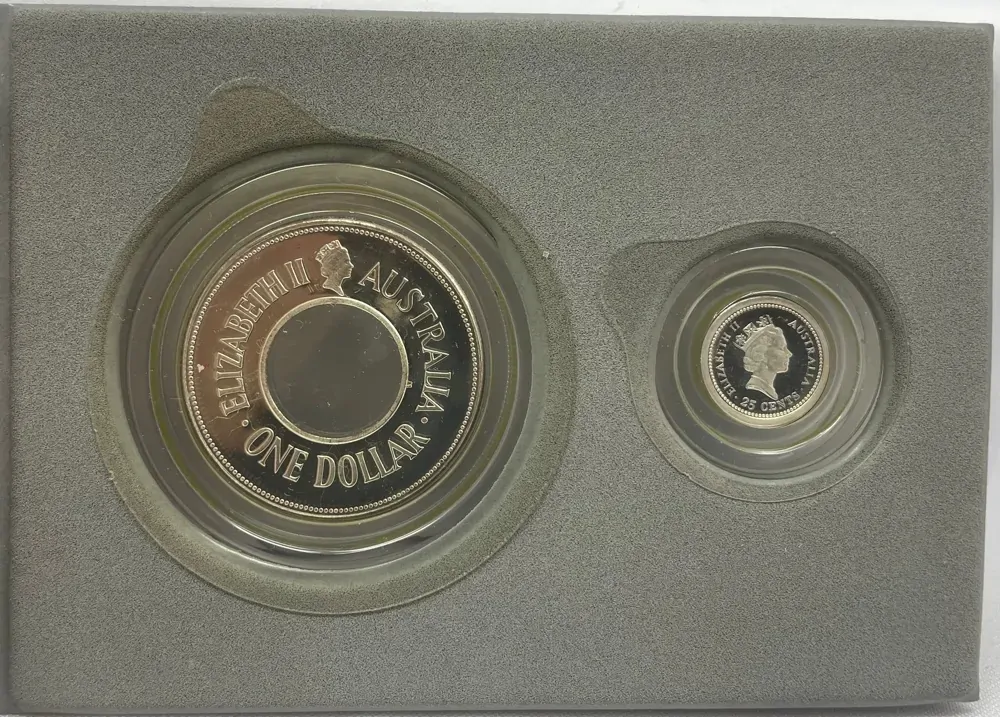 ELIZABETH II AUSTRALIA
· ONE DOLLAR ·
ELIZABETH II AUSTRALIA
· 25 CENTS ·